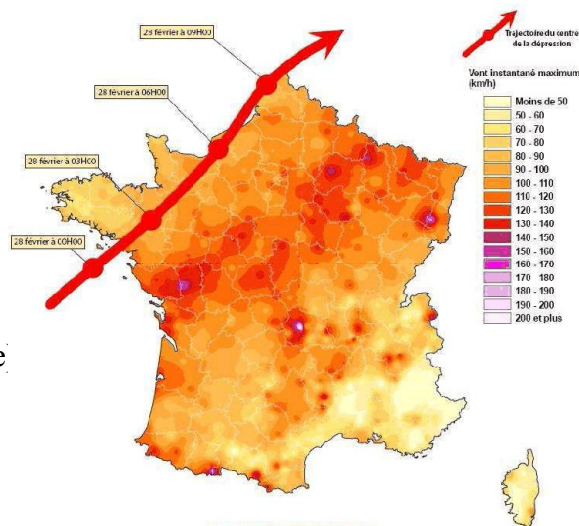 28 février à 09H00
28 février à 06H00
28 février à 03H00
28 février à 00H00
e
Trajectoire du centre
de la dépression
Vent instantané maximum
(km/h)
Moins de 50
50 - 60
60 - 70
70 - 80
80 - 90
90 - 100
100 - 110
110 - 120
120 - 130
130 - 140
140 - 150
150 - 160
160 - 170
170 180
180 - 190
190 - 200
200 et plus